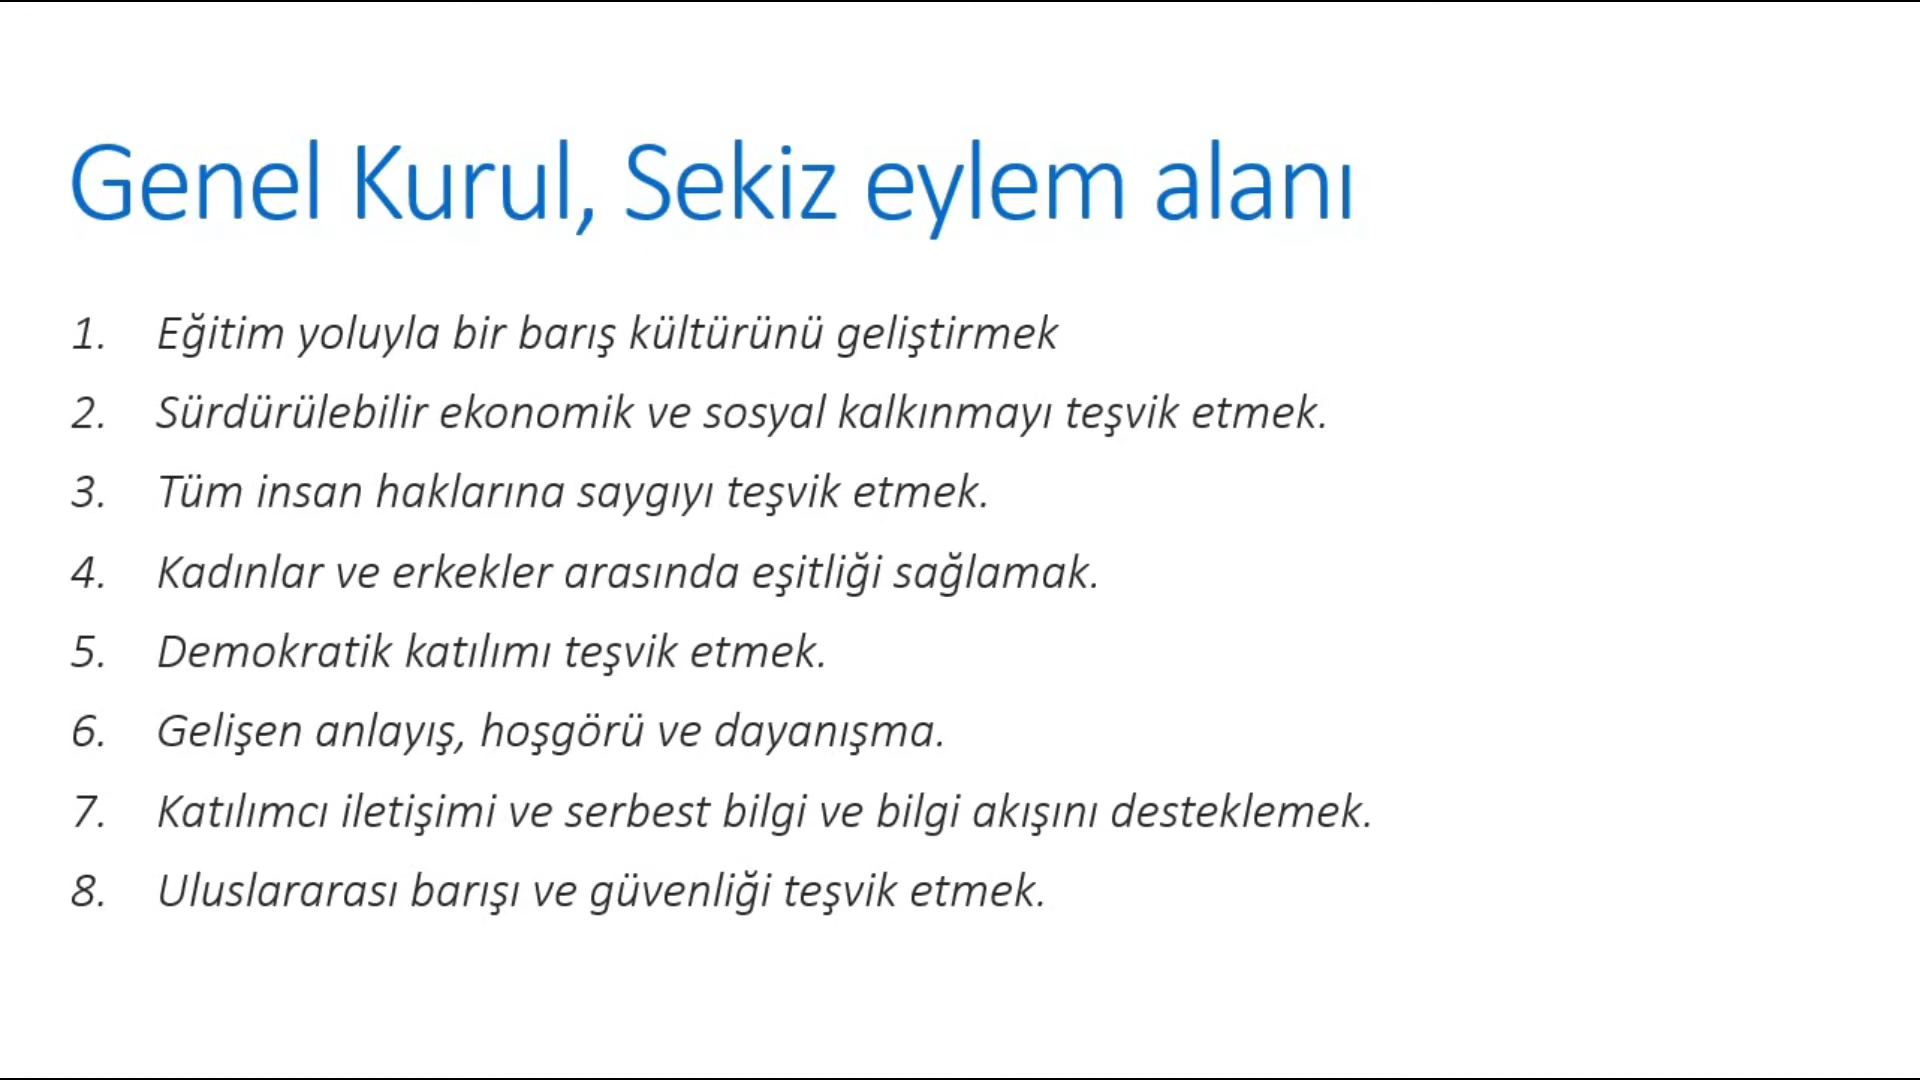 Genel Kurul, Sekiz eylem alanı
1. Eğitim yoluyla bir barış kültürünü geliştirmek
2. Sürdürülebilir ekonomik ve sosyal kalkınmayı teşvik etmek.
3. Tüm insan haklarına saygıyı teşvik etmek.
4. Kadınlar ve erkekler arasında eşitliği sağlamak.
5. Demokratik katılımı teşvik etmek.
6. Gelişen anlayış, hoşgörü ve dayanışma.
7. Katılımcı iletişimi ve serbest bilgi ve bilgi akışını desteklemek.
8. Uluslararası barışı ve güvenliği teşvik etmek.